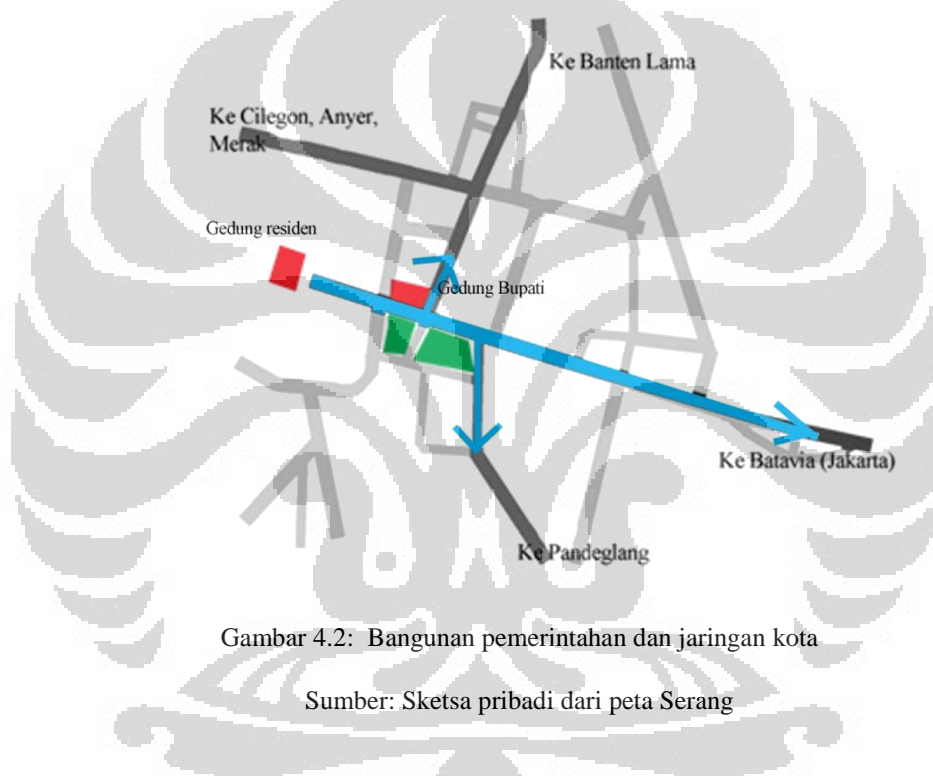 Ke Banten Lama
Ke Cilegon, Anyer,
Merak
Gedung residen
Gedung Bupati
Ke Batavia (Jakarta)
Ke Pandeglang
Gambar 4.2: Bangunan pemerintahan dan jaringan kota
Sumber: Sketsa pribadi dari peta Serang